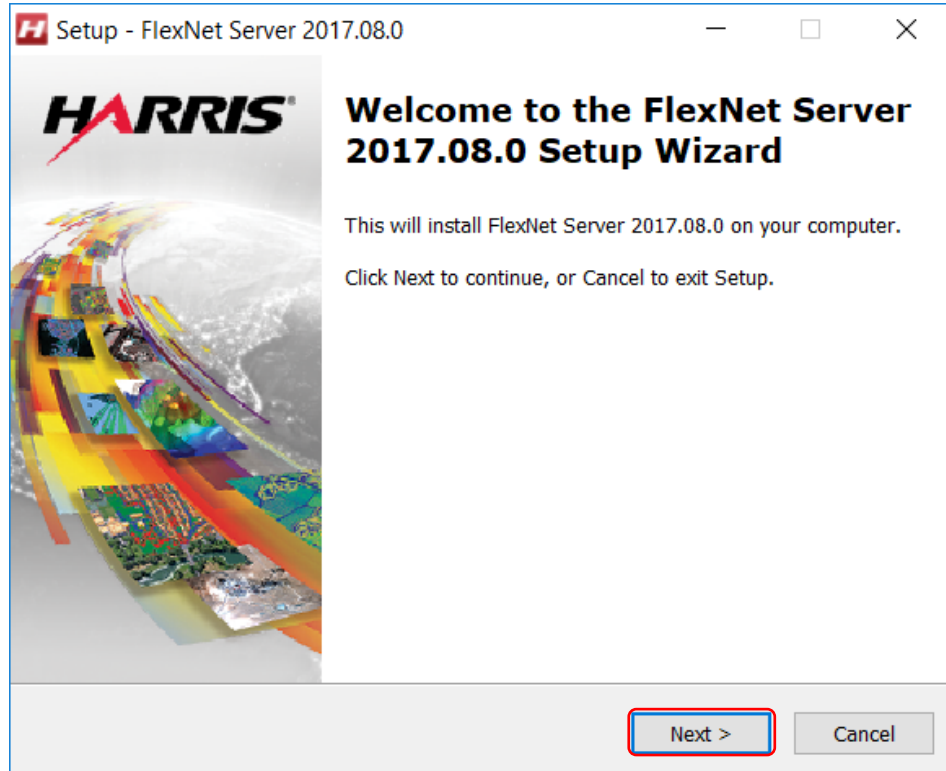 Setup - FlexNet Server 2017.08.0
HARRIS®
Welcome to the FlexNet Server
2017.08.0 Setup Wizard
This will install FlexNet Server 2017.08.0 on your computer.
Click Next to continue, or Cancel to exit Setup.
Next >
Cancel